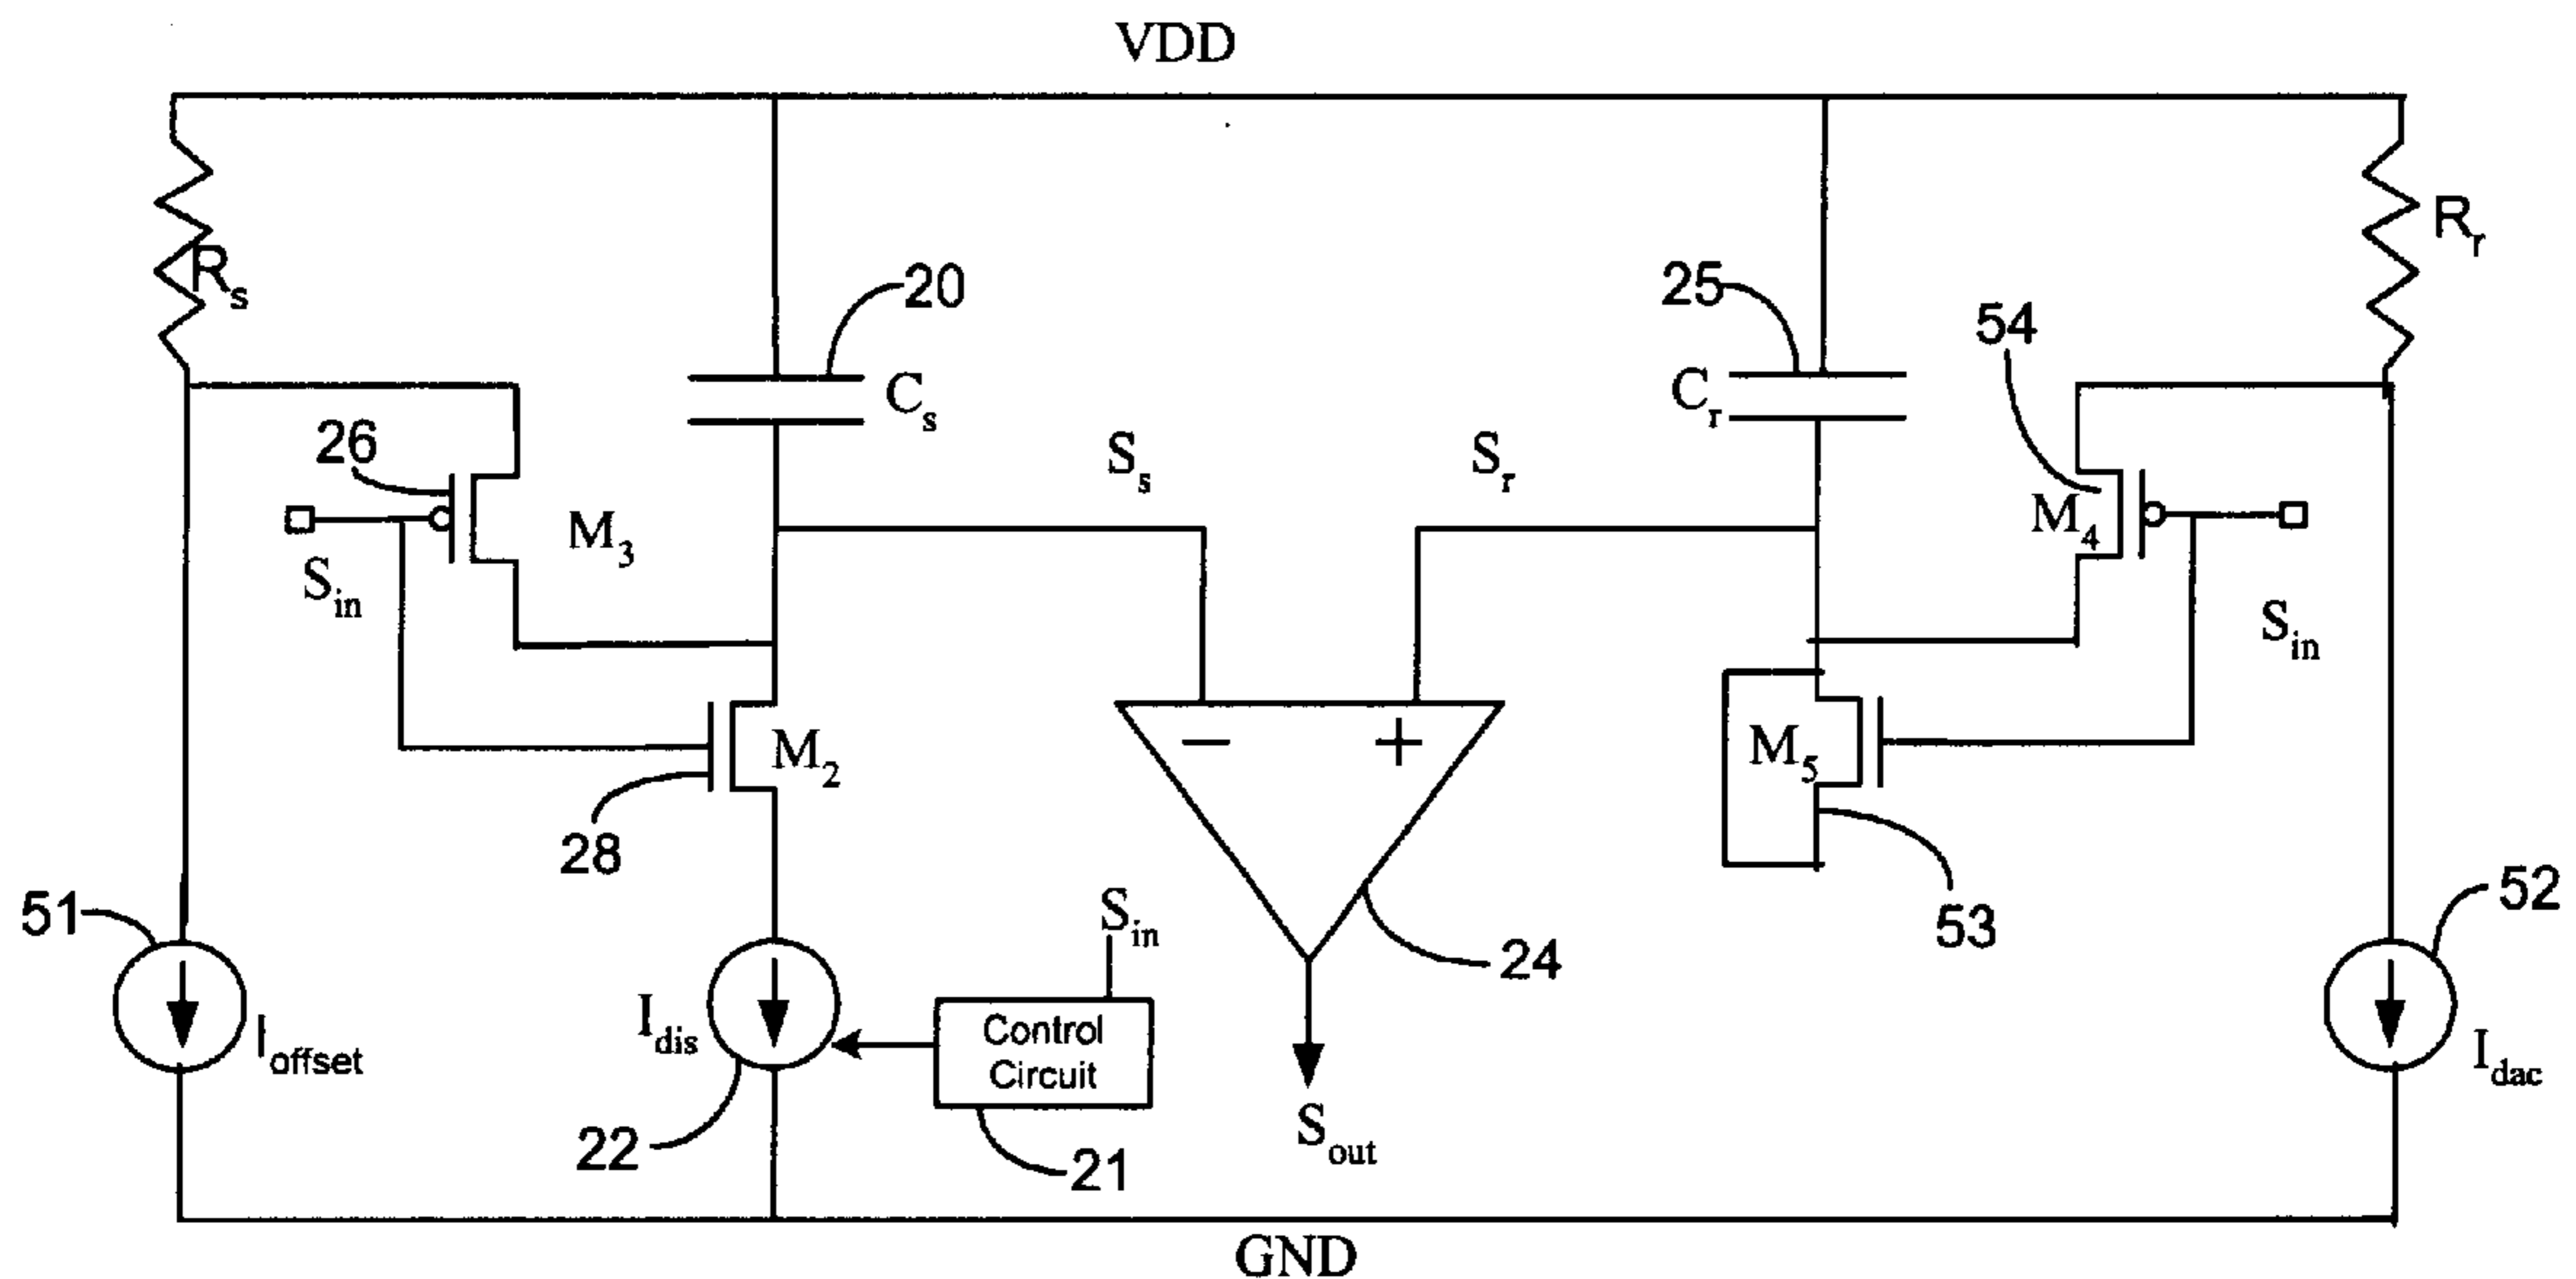 VDD
R_s
20
25
R_r
54
C_s
C_r
26
S_s
S_r
M_3
M_4
S_in
S_in
M_2
M_5
28
51
S_in
53
52
24
I_offset
I_dis
Control
Circuit
I_dac
22
21
S_out
GND